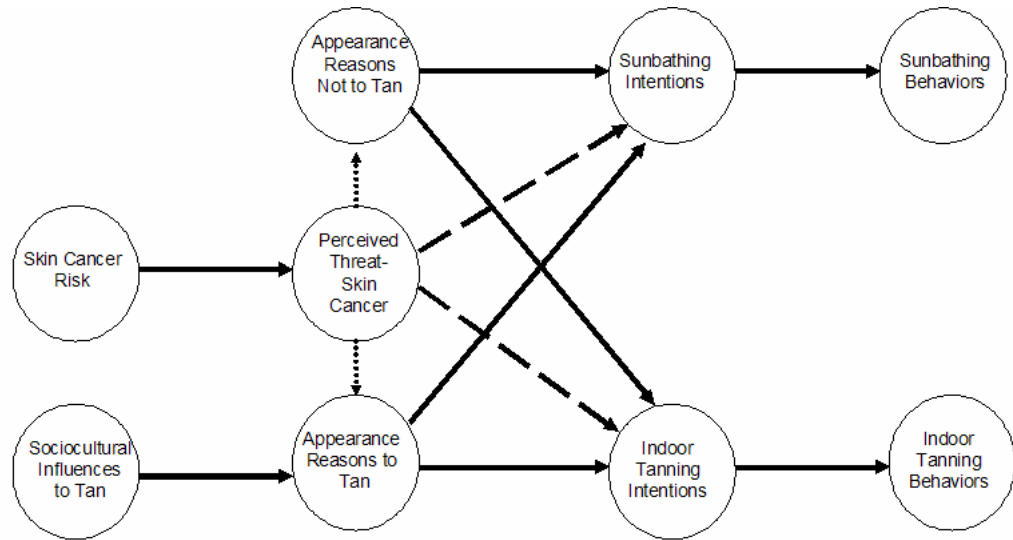 Appearance
Reasons
Not to Tan
Sunbathing
Intentions
Sunbathing
Behaviors
Skin Cancer
Risk
Perceived
Threat-
Skin
Cancer
Sociocultural
Influences
to Tan
Appearance
Reasons to
Tan
Indoor
Tanning
Intentions
Indoor
Tanning
Behaviors